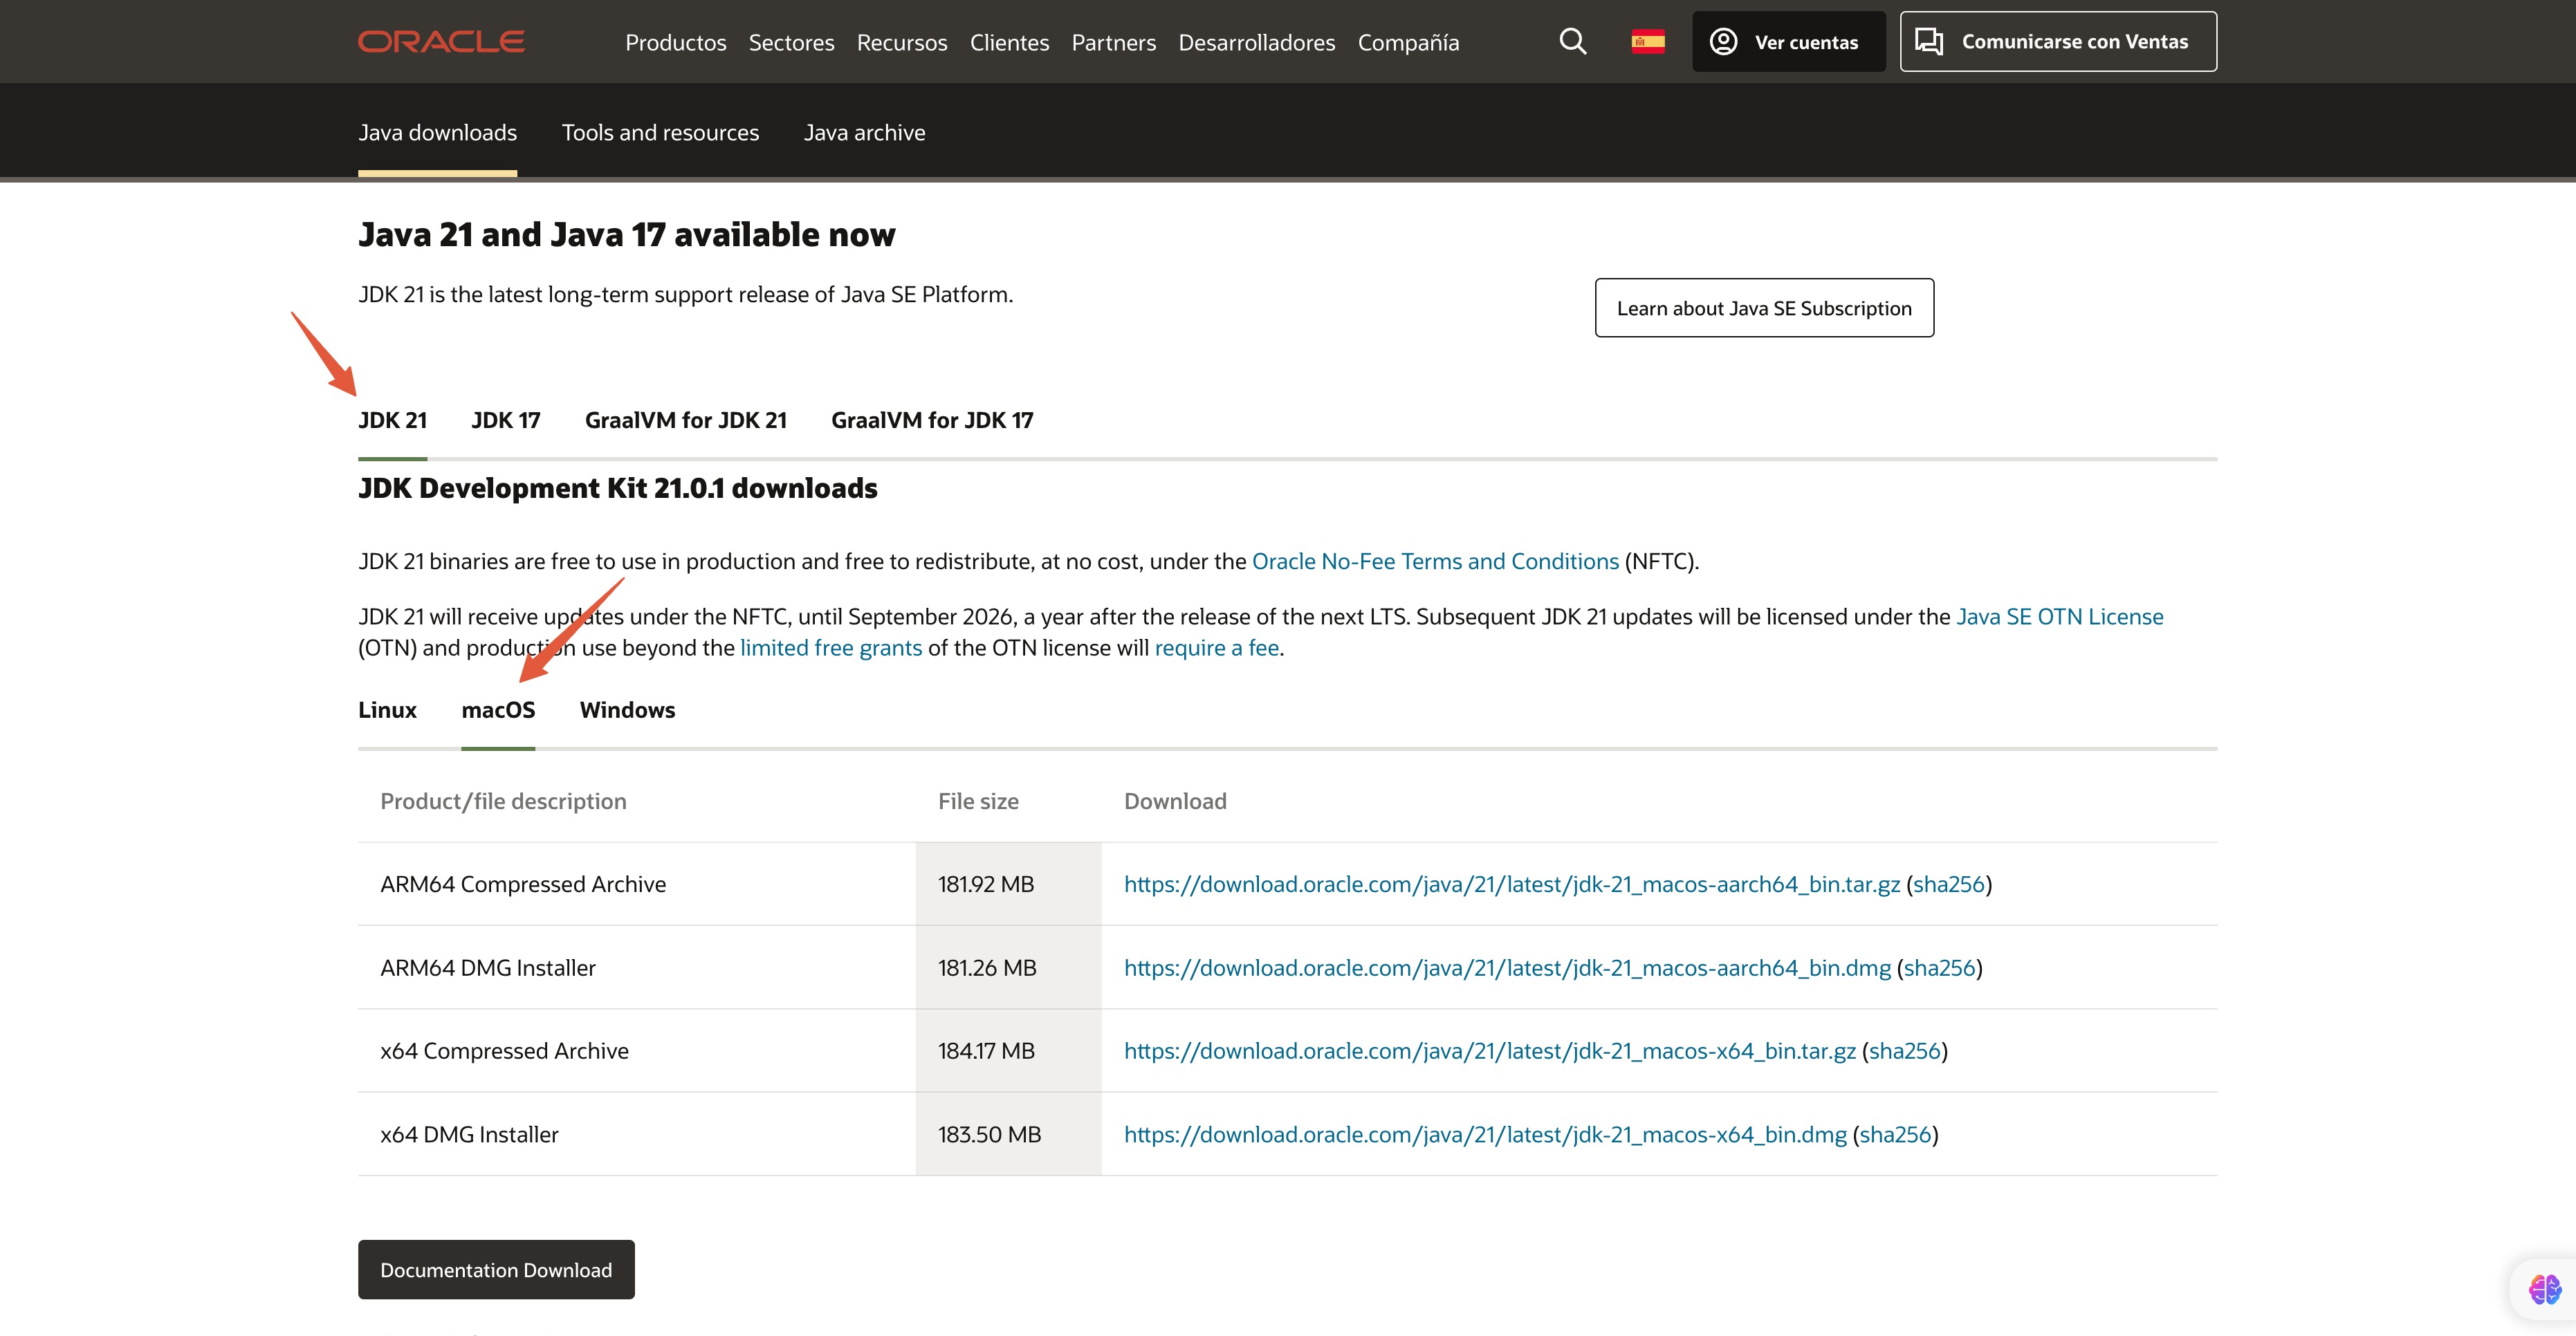 ORACLE
Productos Sectores Recursos Clientes Partners Desarrolladores Compañía
Ver cuentas
Comunicarse con Ventas
Java downloads Tools and resources Java archive
Java 21 and Java 17 available now
JDK 21 is the latest long-term support release of Java SE Platform.
Learn about Java SE Subscription
JDK 21 JDK 17 GraalVM for JDK 21 GraalVM for JDK 17
JDK Development Kit 21.0.1 downloads
JDK 21 binaries are free to use in production and free to redistribute, at no cost, under the Oracle No-Fee Terms and Conditions (NFTC).
JDK 21 will receive updates under the NFTC, until September 2026, a year after the release of the next LTS. Subsequent JDK 21 updates will be licensed under the Java SE OTN License
(OTN) and production use beyond the limited free grants of the OTN license will require a fee.
Linux macOS Windows
Product/file description File size Download
ARM64 Compressed Archive 181.92 MB https://download.oracle.com/java/21/latest/jdk-21_macos-aarch64_bin.tar.gz (sha256)
ARM64 DMG Installer 181.26 MB https://download.oracle.com/java/21/latest/jdk-21_macos-aarch64_bin.dmg (sha256)
x64 Compressed Archive 184.17 MB https://download.oracle.com/java/21/latest/jdk-21_macos-x64_bin.tar.gz (sha256)
x64 DMG Installer 183.50 MB https://download.oracle.com/java/21/latest/jdk-21_macos-x64_bin.dmg (sha256)
Documentation Download